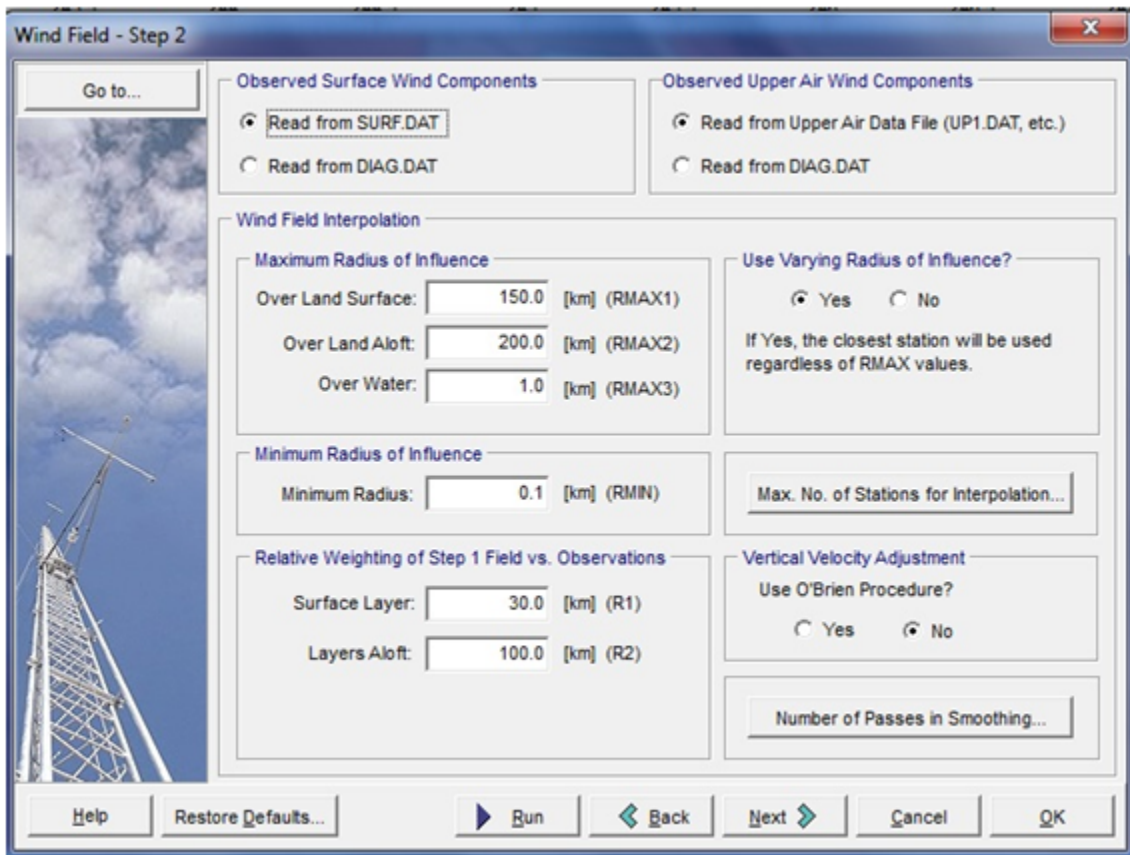 Wind Field - Step 2
Go to...
Observed Surface Wind Components
Read from SURF.DAT
Read from DIAG.DAT
Observed Upper Air Wind Components
Read from Upper Air Data File (UP1.DAT, etc.)
Read from DIAG.DAT
Wind Field Interpolation
Maximum Radius of Influence
Over Land Surface: 150.0 [km] (RMAX1)
Over Land Aloft: 200.0 [km] (RMAX2)
Over Water: 1.0 [km] (RMAX3)
Use Varying Radius of Influence?
Yes No
If Yes, the closest station will be used
regardless of RMAX values.
Minimum Radius of Influence
Minimum Radius: 0.1 [km] (RMIN)
Max. No. of Stations for Interpolation...
Relative Weighting of Step 1 Field vs. Observations
Surface Layer: 30.0 [km] (R1)
Layers Aloft: 100.0 [km] (R2)
Vertical Velocity Adjustment
Use O'Brien Procedure?
Yes No
Number of Passes in Smoothing...
Help Restore Defaults... Run Back Next Cancel OK